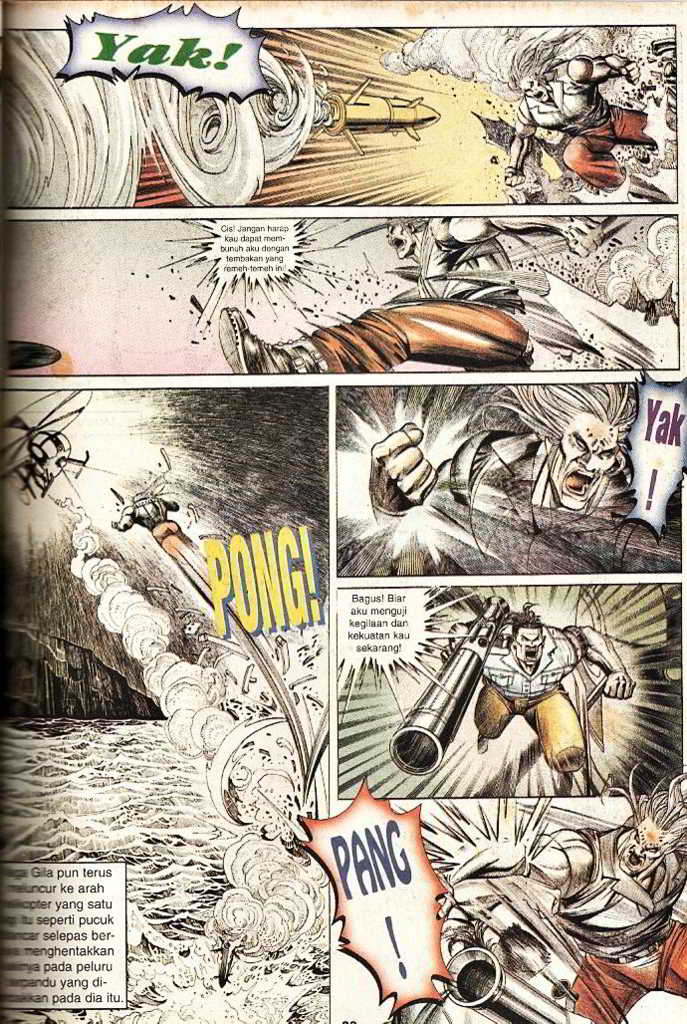 Yak!
Cis! Jangan harap
kau dapat mem-
bunuh aku dengan
tembakan yang
remeh-temeh ini!
PONG!
Yak
!
Bagus! Biar
aku menguji
kegilaan dan
kekuatan kau
sekarang!
Gila pun terus
meluncur ke arah
yang satu
itu seperti pucuk
selepas ber-
menghentakkan
pada peluru
yang di-
pada dia itu.
PANG
!